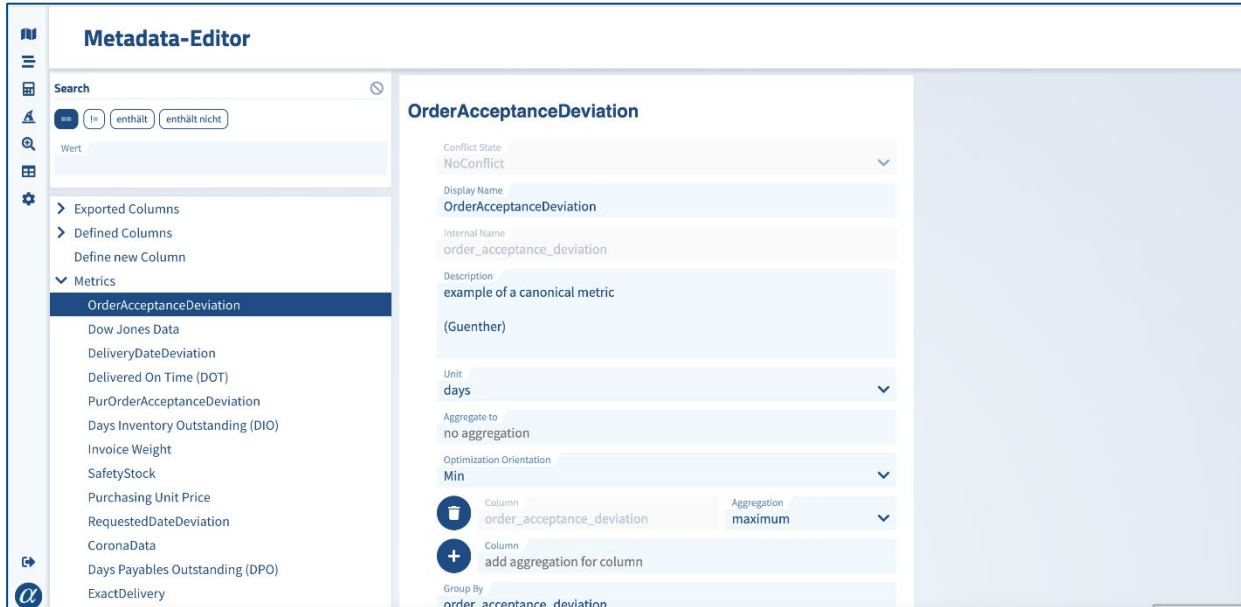 Metadata-Editor
Search
==
!=
enthält
enthält nicht
Wert
Exported Columns
Defined Columns
Define new Column
Metrics
OrderAcceptanceDeviation
Dow Jones Data
DeliveryDateDeviation
Delivered On Time (DOT)
PurOrderAcceptanceDeviation
Days Inventory Outstanding (DIO)
Invoice Weight
SafetyStock
Purchasing Unit Price
RequestedDateDeviation
CoronaData
Days Payables Outstanding (DPO)
ExactDelivery
α
OrderAcceptanceDeviation
Conflict State
NoConflict
Display Name
OrderAcceptanceDeviation
Internal Name
order_acceptance_deviation
Description
example of a canonical metric
(Guenther)
Unit
days
Aggregate to
no aggregation
Optimization Orientation
Min
Column
order_acceptance_deviation
Aggregation
maximum
Column
add aggregation for column
Group By
order_acceptance_deviation